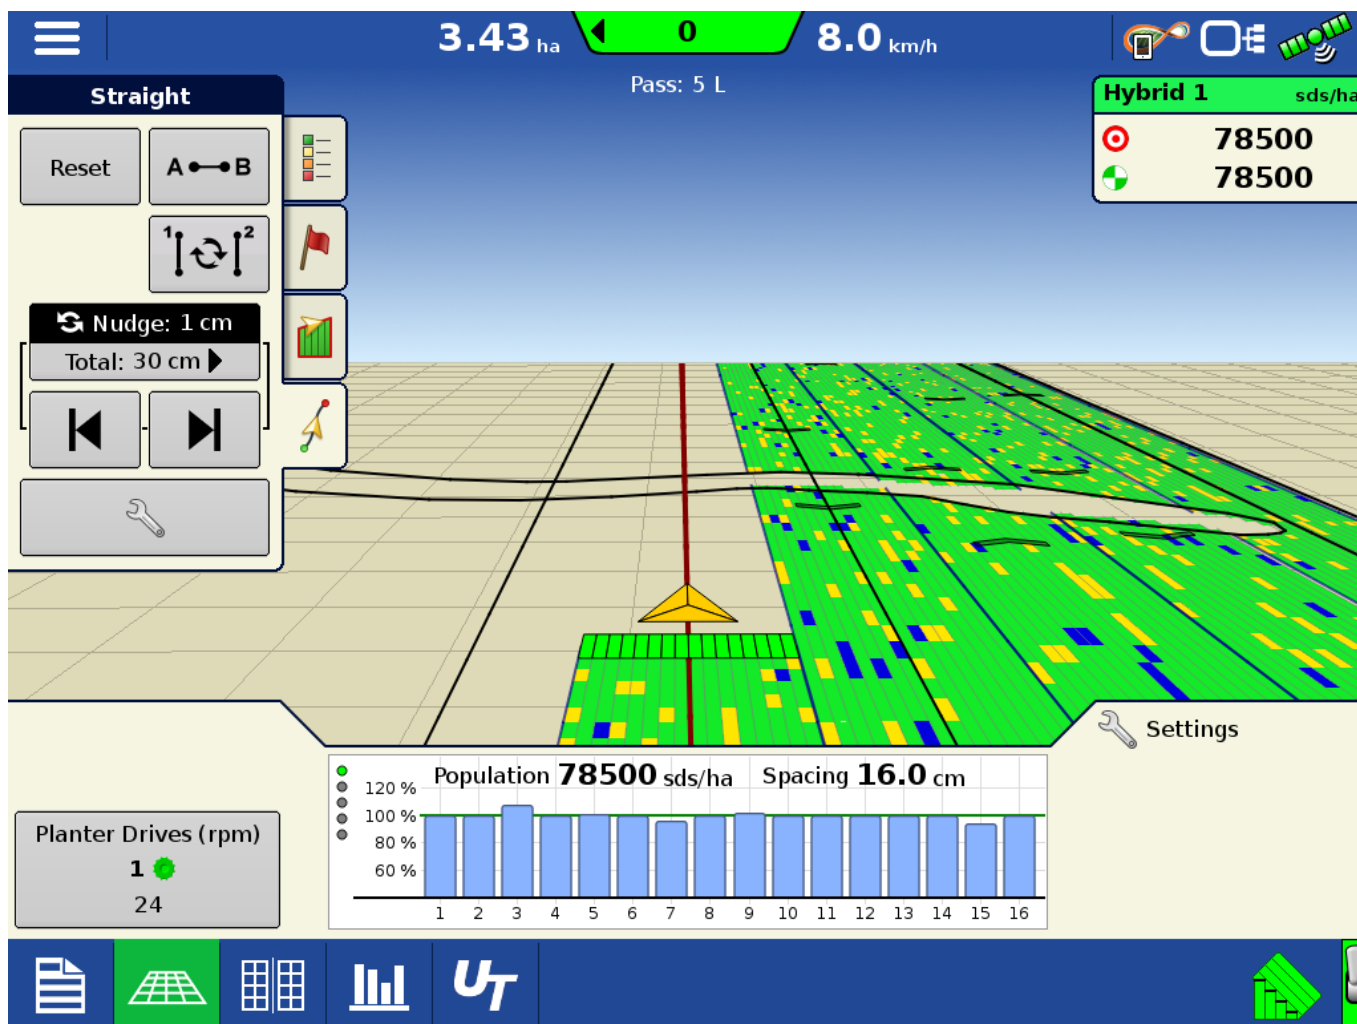 3.43 ha
0
8.0 km/h
Pass: 5 L
Straight
Reset
A B
1 2
Nudge: 1 cm
Total: 30 cm
Hybrid 1 sds/ha
78500
78500
Settings
Population 78500 sds/ha Spacing 16.0 cm
120 %
100 %
80 %
60 %
1 2 3 4 5 6 7 8 9 10 11 12 13 14 15 16
Planter Drives (rpm)
1
24
UT